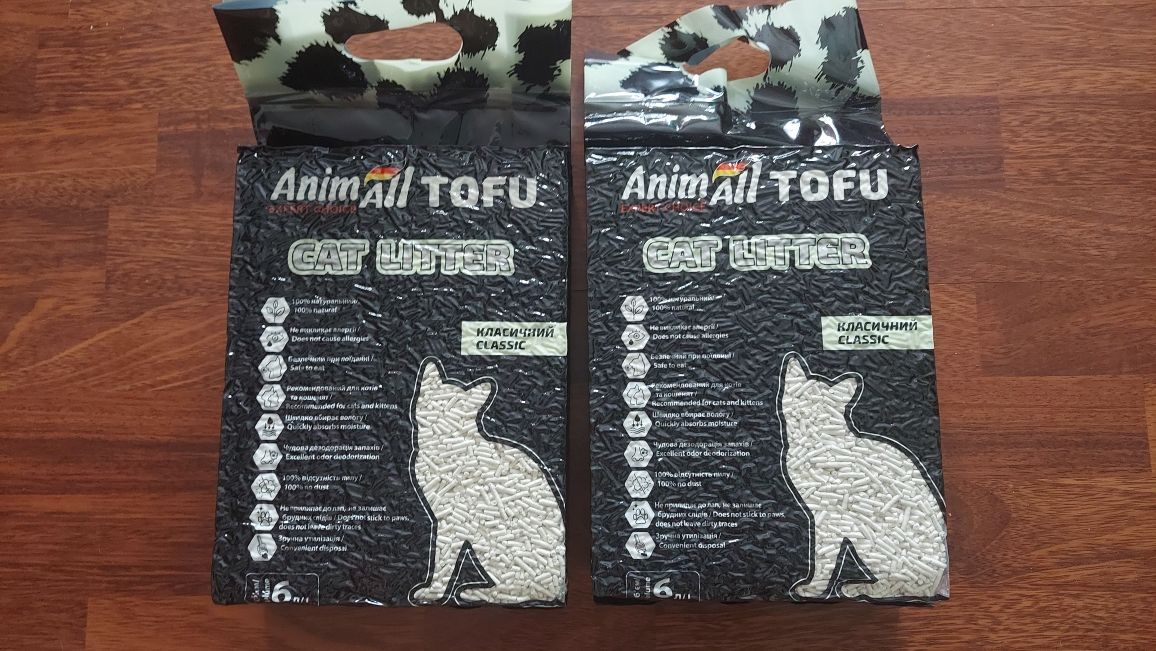 AnimAll TOFU
EXPERT CHOICE
CAT LITTER
100% натуральний /
100% natural
Не викликає алергії /
Does not cause allergies
КЛАСИЧНИЙ
CLASSIC
Безпечний при поїданні /
Safe to eat
Рекомендований для котів
та кошенят /
Recommended for cats and kittens
Швидко вбирає вологу /
Quickly absorbs moisture
Чудова дезодорація запахів /
Excellent odor deodorization
100% відсутність пилу /
100% no dust
Не прилипає до лап, не залишає
брудних слідів / Does not stick to paws,
does not leave dirty traces
Зручна утилізація /
Convenient disposal
6 л/L
AnimAll TOFU
EXPERT CHOICE
CAT LITTER
100% натуральний /
100% natural
Не викликає алергії /
Does not cause allergies
КЛАСИЧНИЙ
CLASSIC
Безпечний при поїданні /
Safe to eat
Рекомендований для котів
та кошенят /
Recommended for cats and kittens
Швидко вбирає вологу /
Quickly absorbs moisture
Чудова дезодорація запахів /
Excellent odor deodorization
100% відсутність пилу /
100% no dust
Не прилипає до лап, не залишає
брудних слідів / Does not stick to paws,
does not leave dirty traces
Зручна утилізація /
Convenient disposal
6 л/L